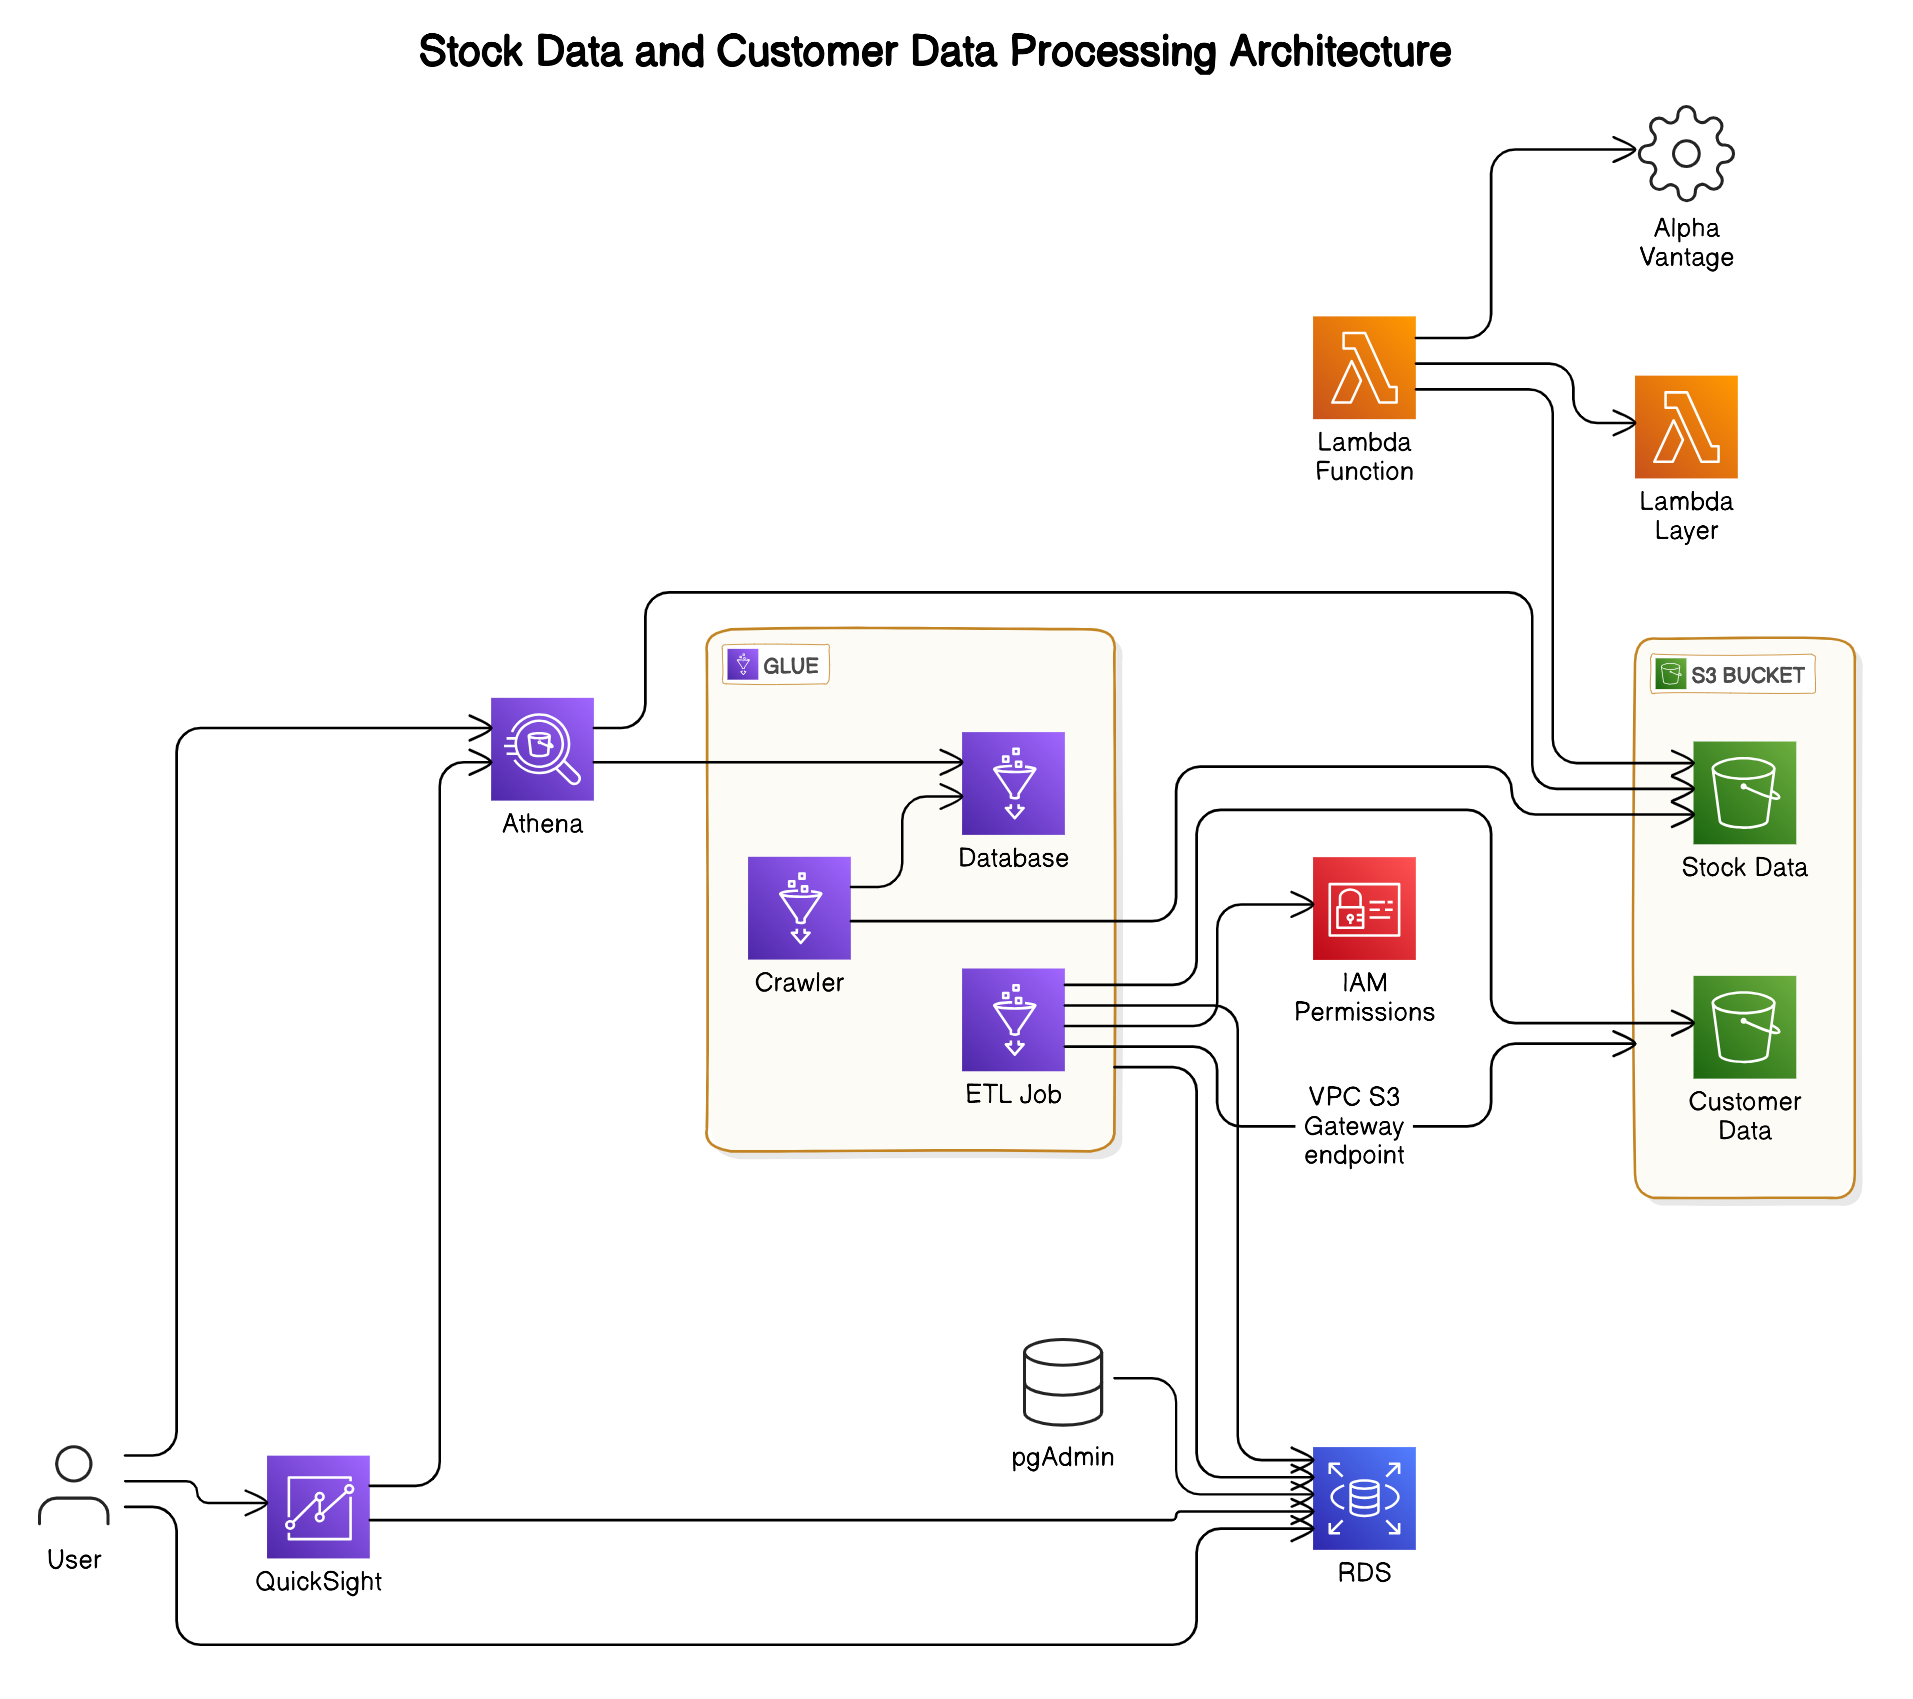 Stock Data and Customer Data Processing Architecture
Alpha
Vantage
Lambda
Function
Lambda
Layer
GLUE
S3 BUCKET
Athena
Database
Stock Data
Crawler
IAM
Permissions
ETL Job
VPC S3
Gateway
endpoint
Customer
Data
pgAdmin
User
QuickSight
RDS